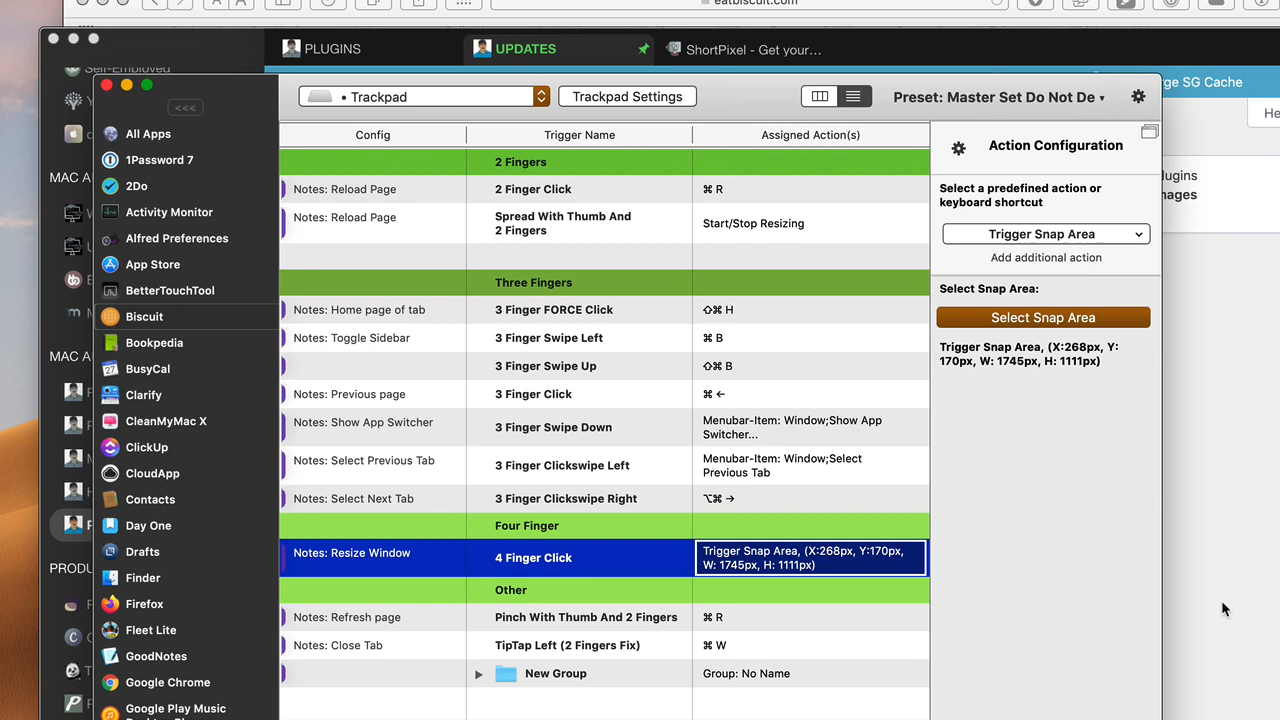 eatbiscuit.com
PLUGINS
UPDATES
ShortPixel - Get your...
Self-Employed
rge SG Cache
He
lugins
nages
MAC A
MAC AU
PRODU
<<<
All Apps
1Password 7
2Do
Activity Monitor
Alfred Preferences
App Store
BetterTouchTool
Biscuit
Bookpedia
BusyCal
Clarify
CleanMyMac X
ClickUp
CloudApp
Contacts
Day One
Drafts
Finder
Firefox
Fleet Lite
GoodNotes
Google Chrome
Google Play Music
• Trackpad
Trackpad Settings
Preset: Master Set Do Not De ▾
Config
Trigger Name
Assigned Action(s)
2 Fingers
Notes: Reload Page
2 Finger Click
⌘ R
Notes: Reload Page
Spread With Thumb And
2 Fingers
Start/Stop Resizing
Three Fingers
Notes: Home page of tab
3 Finger FORCE Click
⇧⌘ H
Notes: Toggle Sidebar
3 Finger Swipe Left
⌘ B
3 Finger Swipe Up
⇧⌘ B
Notes: Previous page
3 Finger Click
⌘ ←
Notes: Show App Switcher
3 Finger Swipe Down
Menubar-Item: Window;Show App
Switcher...
Notes: Select Previous Tab
3 Finger Clickswipe Left
Menubar-Item: Window;Select
Previous Tab
Notes: Select Next Tab
3 Finger Clickswipe Right
⌥⌘ →
Four Finger
Notes: Resize Window
4 Finger Click
Trigger Snap Area, (X:268px, Y:170px,
W: 1745px, H: 1111px)
Other
Notes: Refresh page
Pinch With Thumb And 2 Fingers
⌘ R
Notes: Close Tab
TipTap Left (2 Fingers Fix)
⌘ W
New Group
Group: No Name
Action Configuration
Select a predefined action or
keyboard shortcut
Trigger Snap Area
Add additional action
Select Snap Area:
Select Snap Area
Trigger Snap Area, (X:268px, Y:
170px, W: 1745px, H: 1111px)